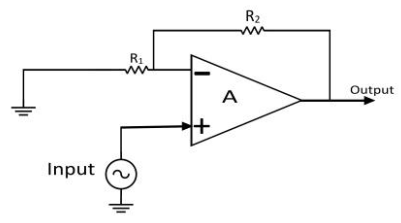 R₂
R₁
−
A
Output
+
Input